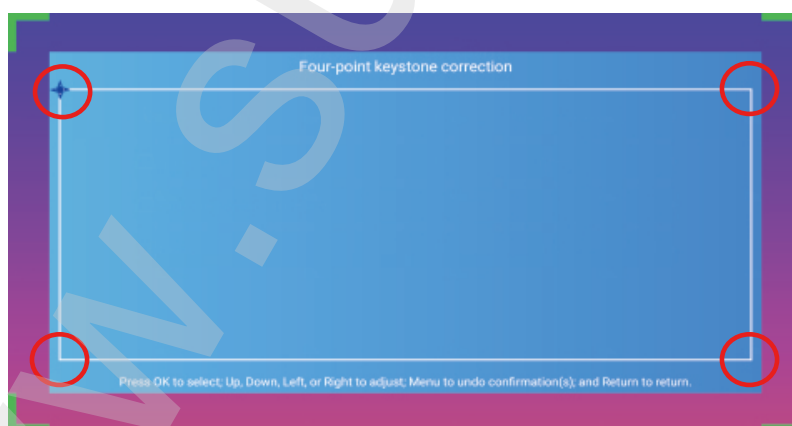 Four-point keystone correction
Press OK to select; Up, Down, Left, or Right to adjust; Menu to undo confirmation(s); and Return to return.
W.SU